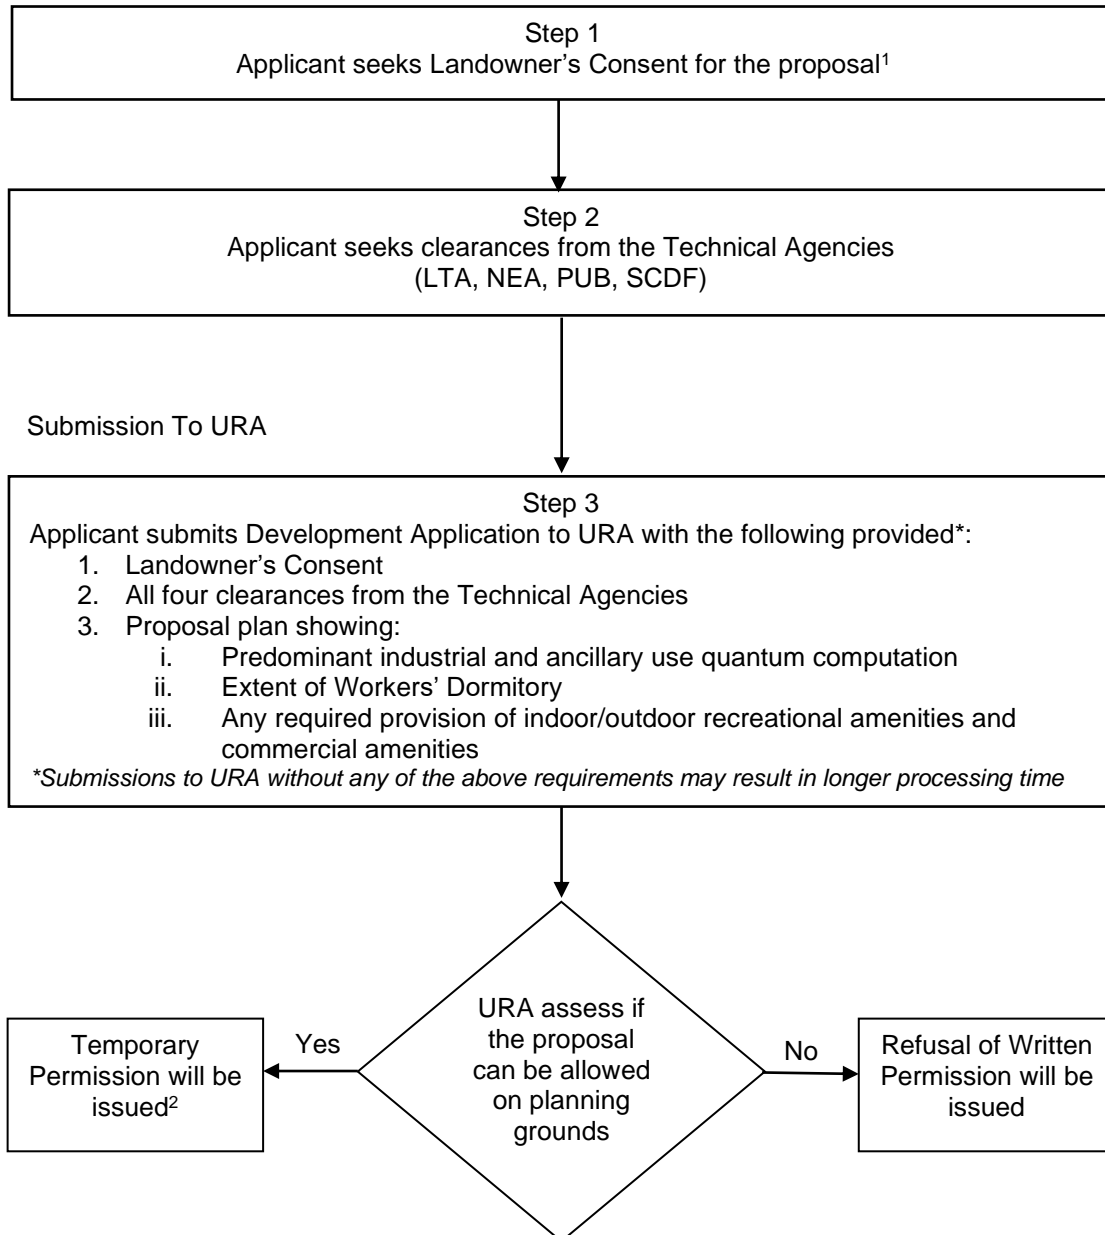 Step 1
Applicant seeks Landowner’s Consent for the proposal¹
Step 2
Applicant seeks clearances from the Technical Agencies
(LTA, NEA, PUB, SCDF)
Submission To URA
Step 3
Applicant submits Development Application to URA with the following provided*:
1. Landowner’s Consent
2. All four clearances from the Technical Agencies
3. Proposal plan showing:
i. Predominant industrial and ancillary use quantum computation
ii. Extent of Workers’ Dormitory
iii. Any required provision of indoor/outdoor recreational amenities and
commercial amenities
*Submissions to URA without any of the above requirements may result in longer processing time
URA assess if
the proposal
can be allowed
on planning
grounds
Yes
Temporary
Permission will be
issued²
No
Refusal of Written
Permission will be
issued